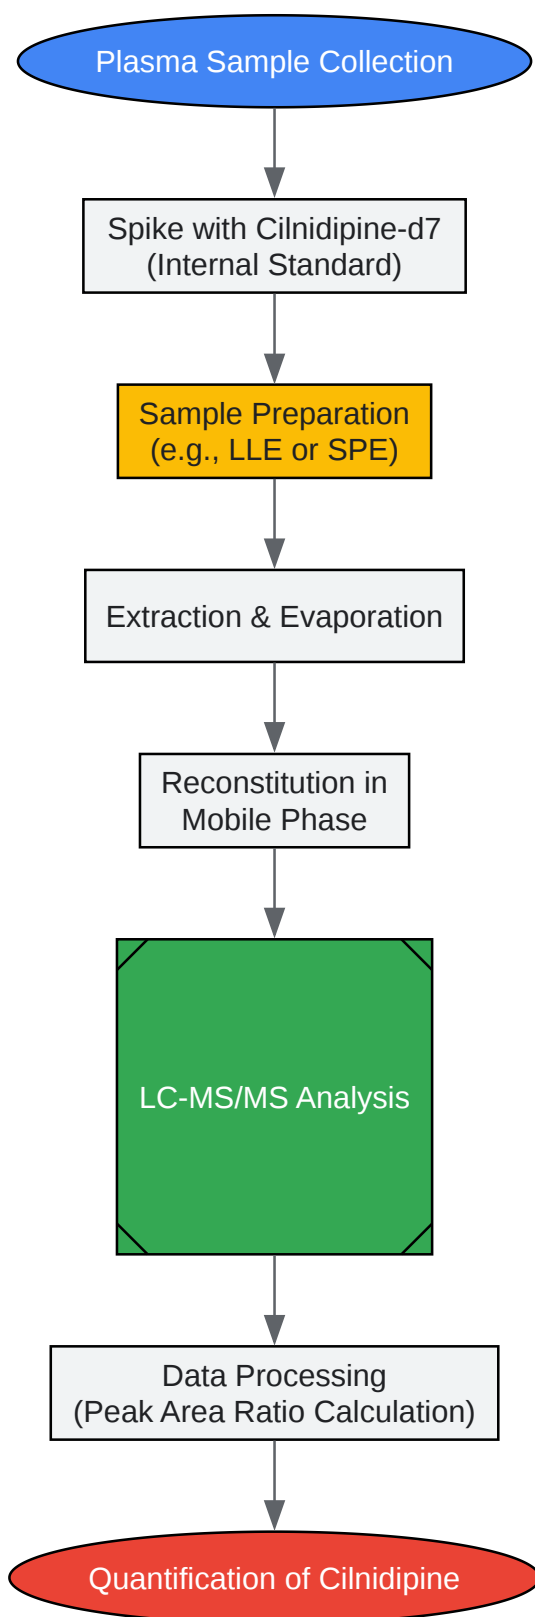 Plasma Sample Collection
Spike with Cilnidipine-d7
(Internal Standard)
Sample Preparation
(e.g., LLE or SPE)
Extraction & Evaporation
Reconstitution in
Mobile Phase
LC-MS/MS Analysis
Data Processing
(Peak Area Ratio Calculation)
Quantification of Cilnidipine